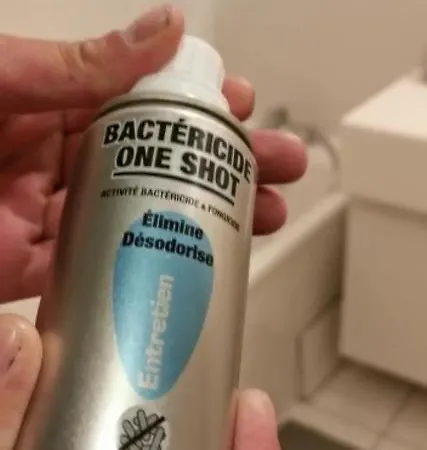 BACTÉRICIDE
ONE SHOT
ACTIVITÉ BACTÉRICIDE & FONGICIDE
Élimine
Désodorise
Entretien